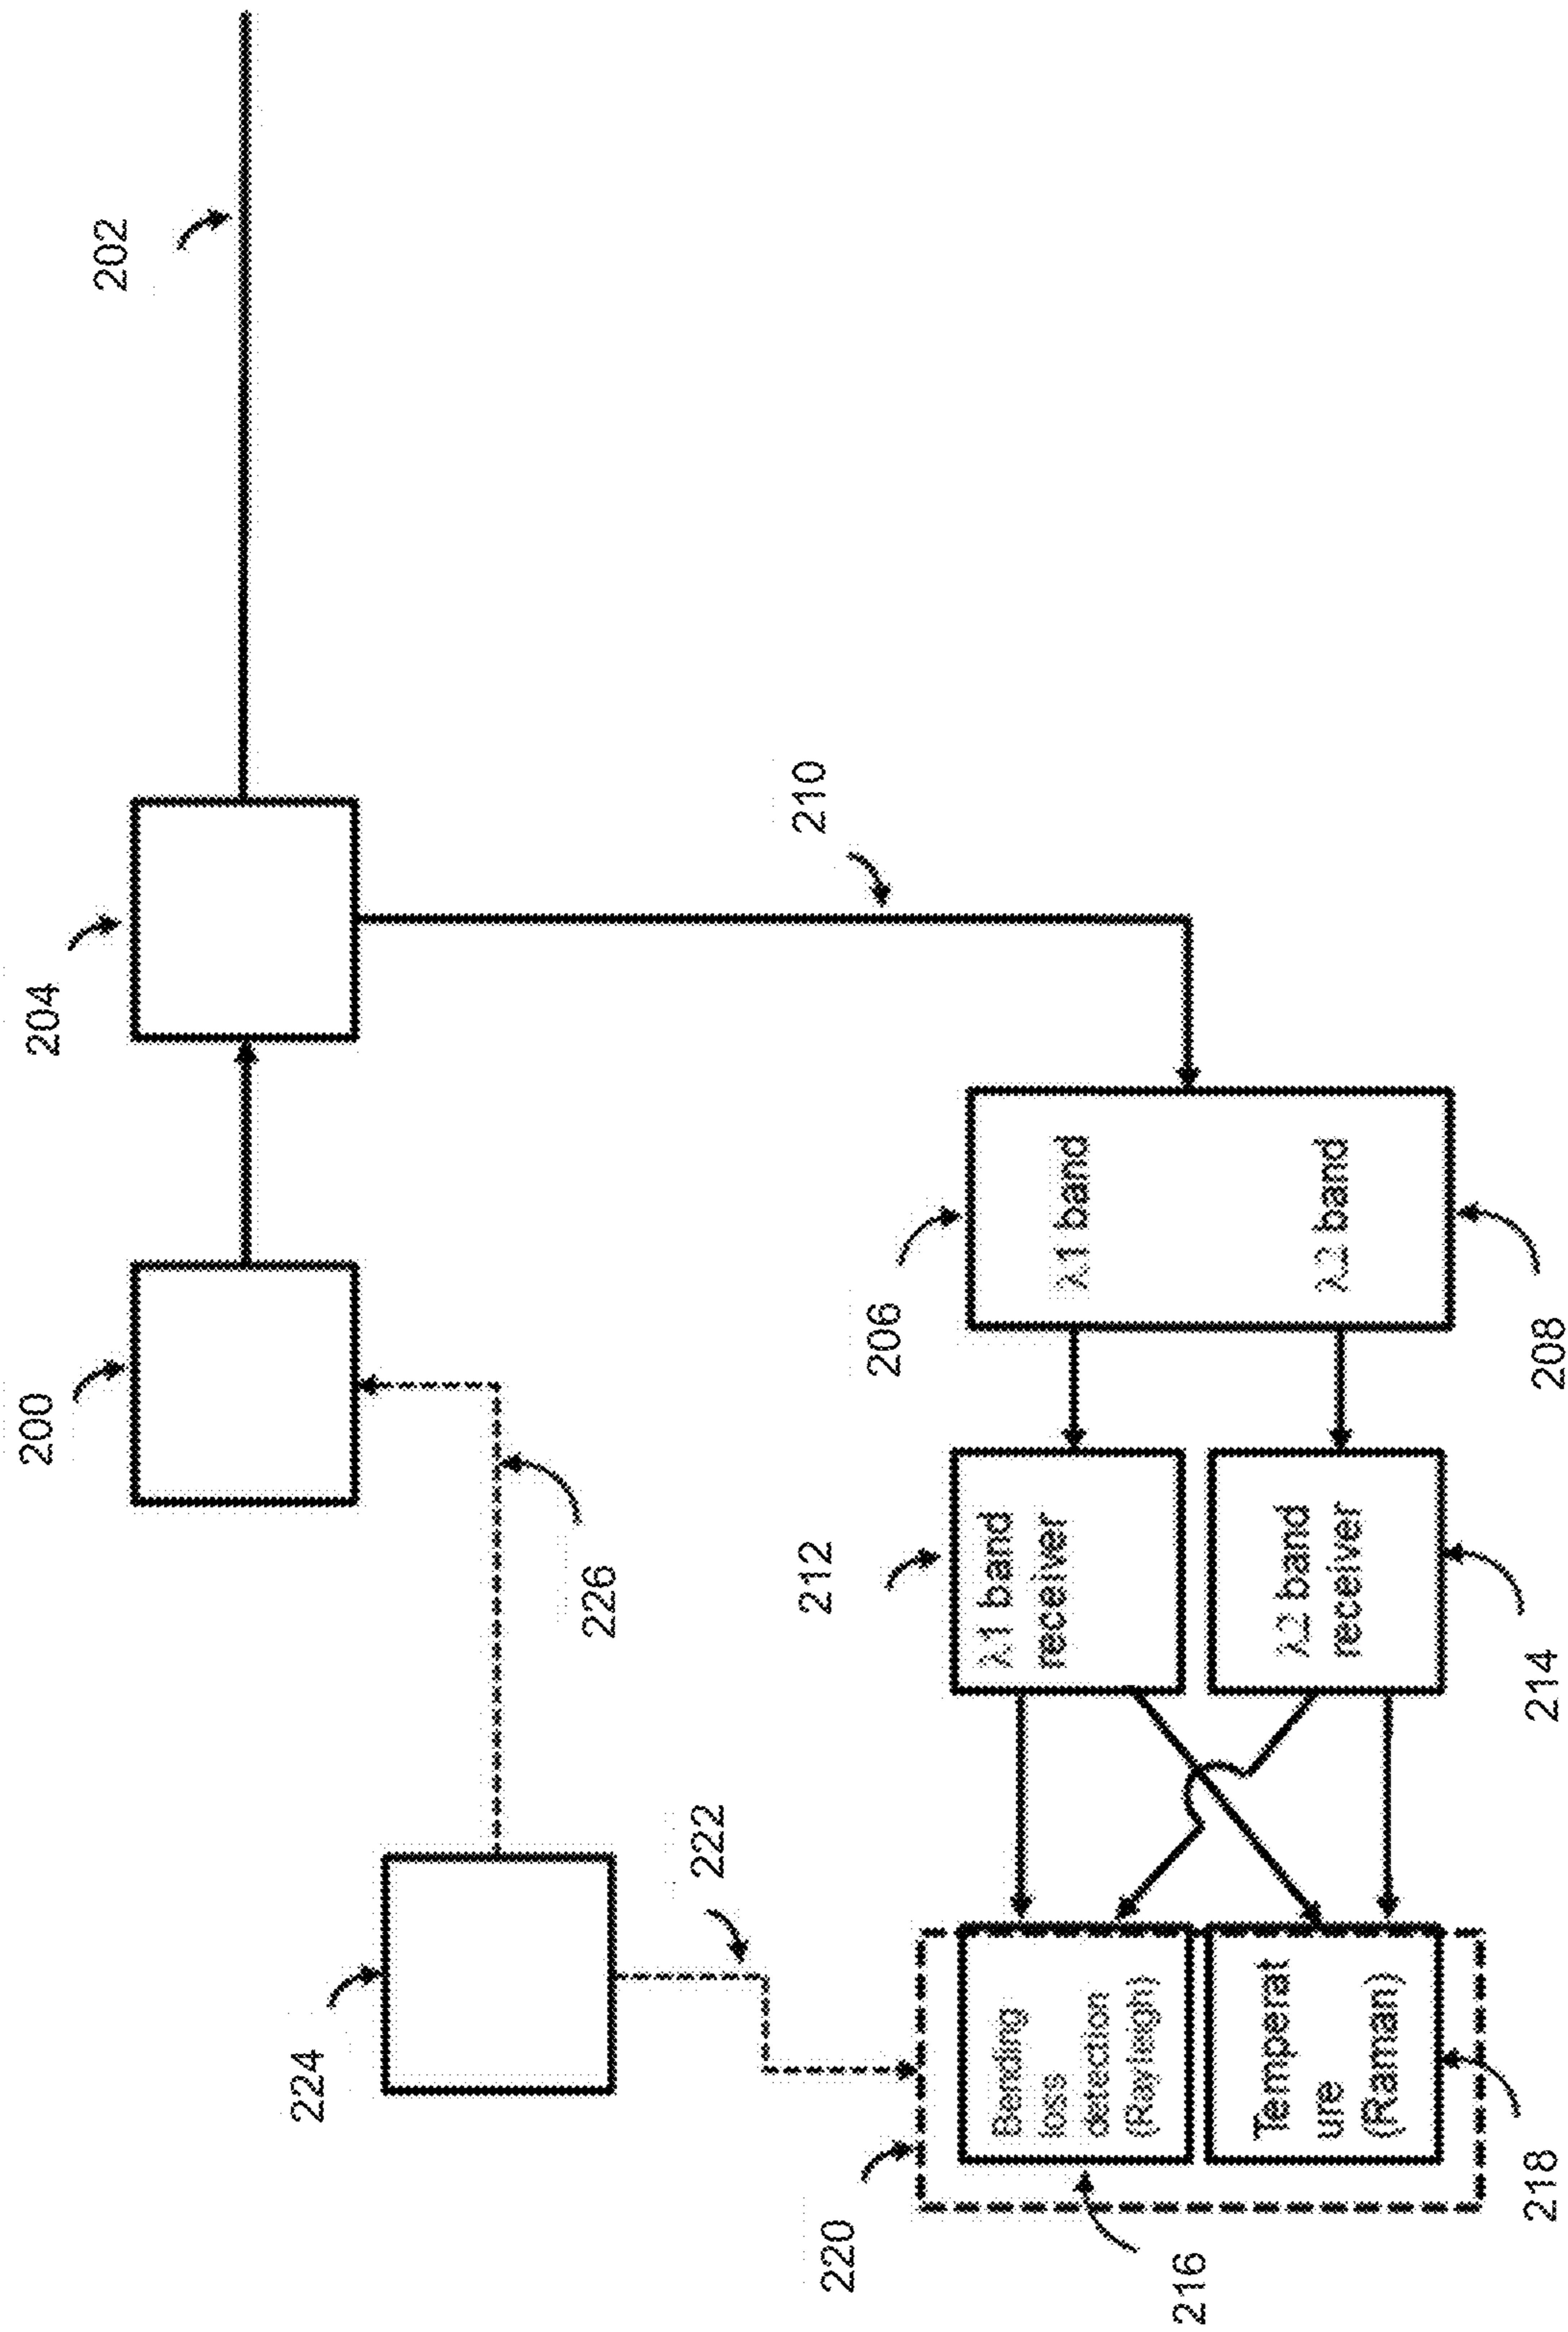 200
204
202
224
226
222
210
212
220
206
Bending
loss
detection
(Rayleigh)
λ1 band
receiver
λ1 band
216
Temperat
ure
(Raman)
λ2 band
receiver
λ2 band
218
214
208